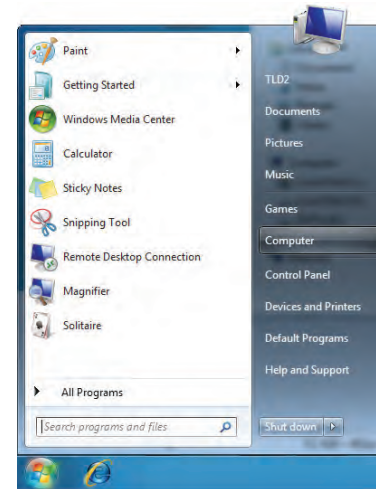 Paint
Getting Started
Windows Media Center
Calculator
Sticky Notes
Snipping Tool
Remote Desktop Connection
Magnifier
Solitaire
All Programs
Search programs and files
TLD2
Documents
Pictures
Music
Games
Computer
Control Panel
Devices and Printers
Default Programs
Help and Support
Shut down